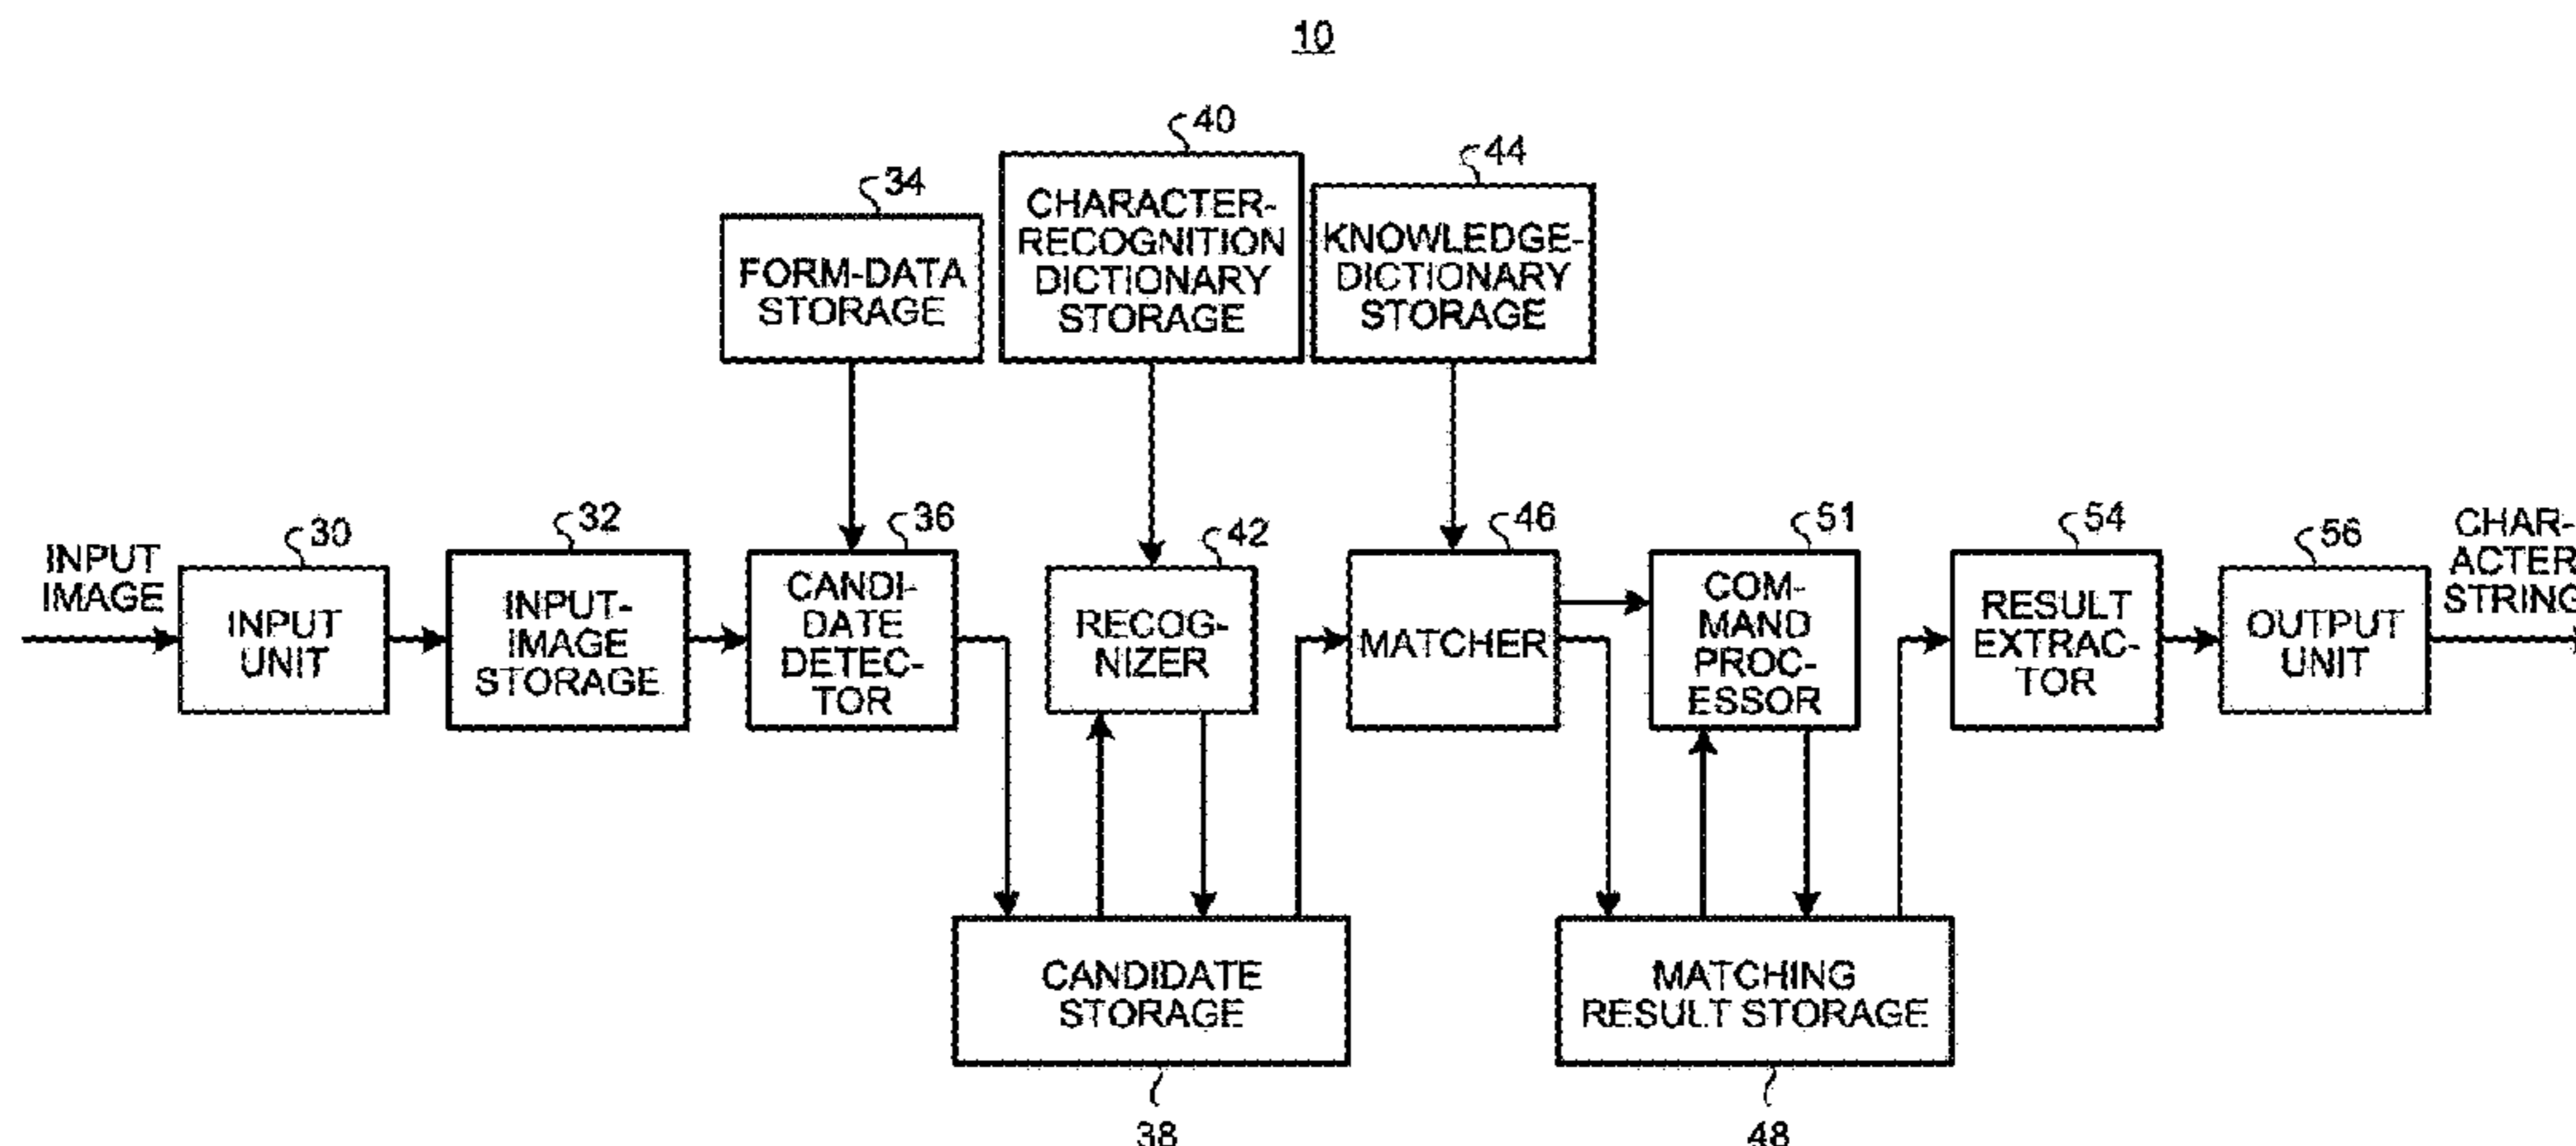 10
40
44
34
CHARACTER-
RECOGNITION
DICTIONARY
STORAGE
KNOWLEDGE-
DICTIONARY
STORAGE
FORM-DATA
STORAGE
INPUT
IMAGE
30
INPUT
UNIT
32
INPUT-
IMAGE
STORAGE
36
CANDI-
DATE
DETEC-
TOR
42
RECOG-
NIZER
46
MATCHER
51
COM-
MAND
PROC-
ESSOR
54
RESULT
EXTRAC-
TOR
56
OUTPUT
UNIT
CHAR-
ACTER
STRING
CANDIDATE
STORAGE
38
MATCHING
RESULT STORAGE
48